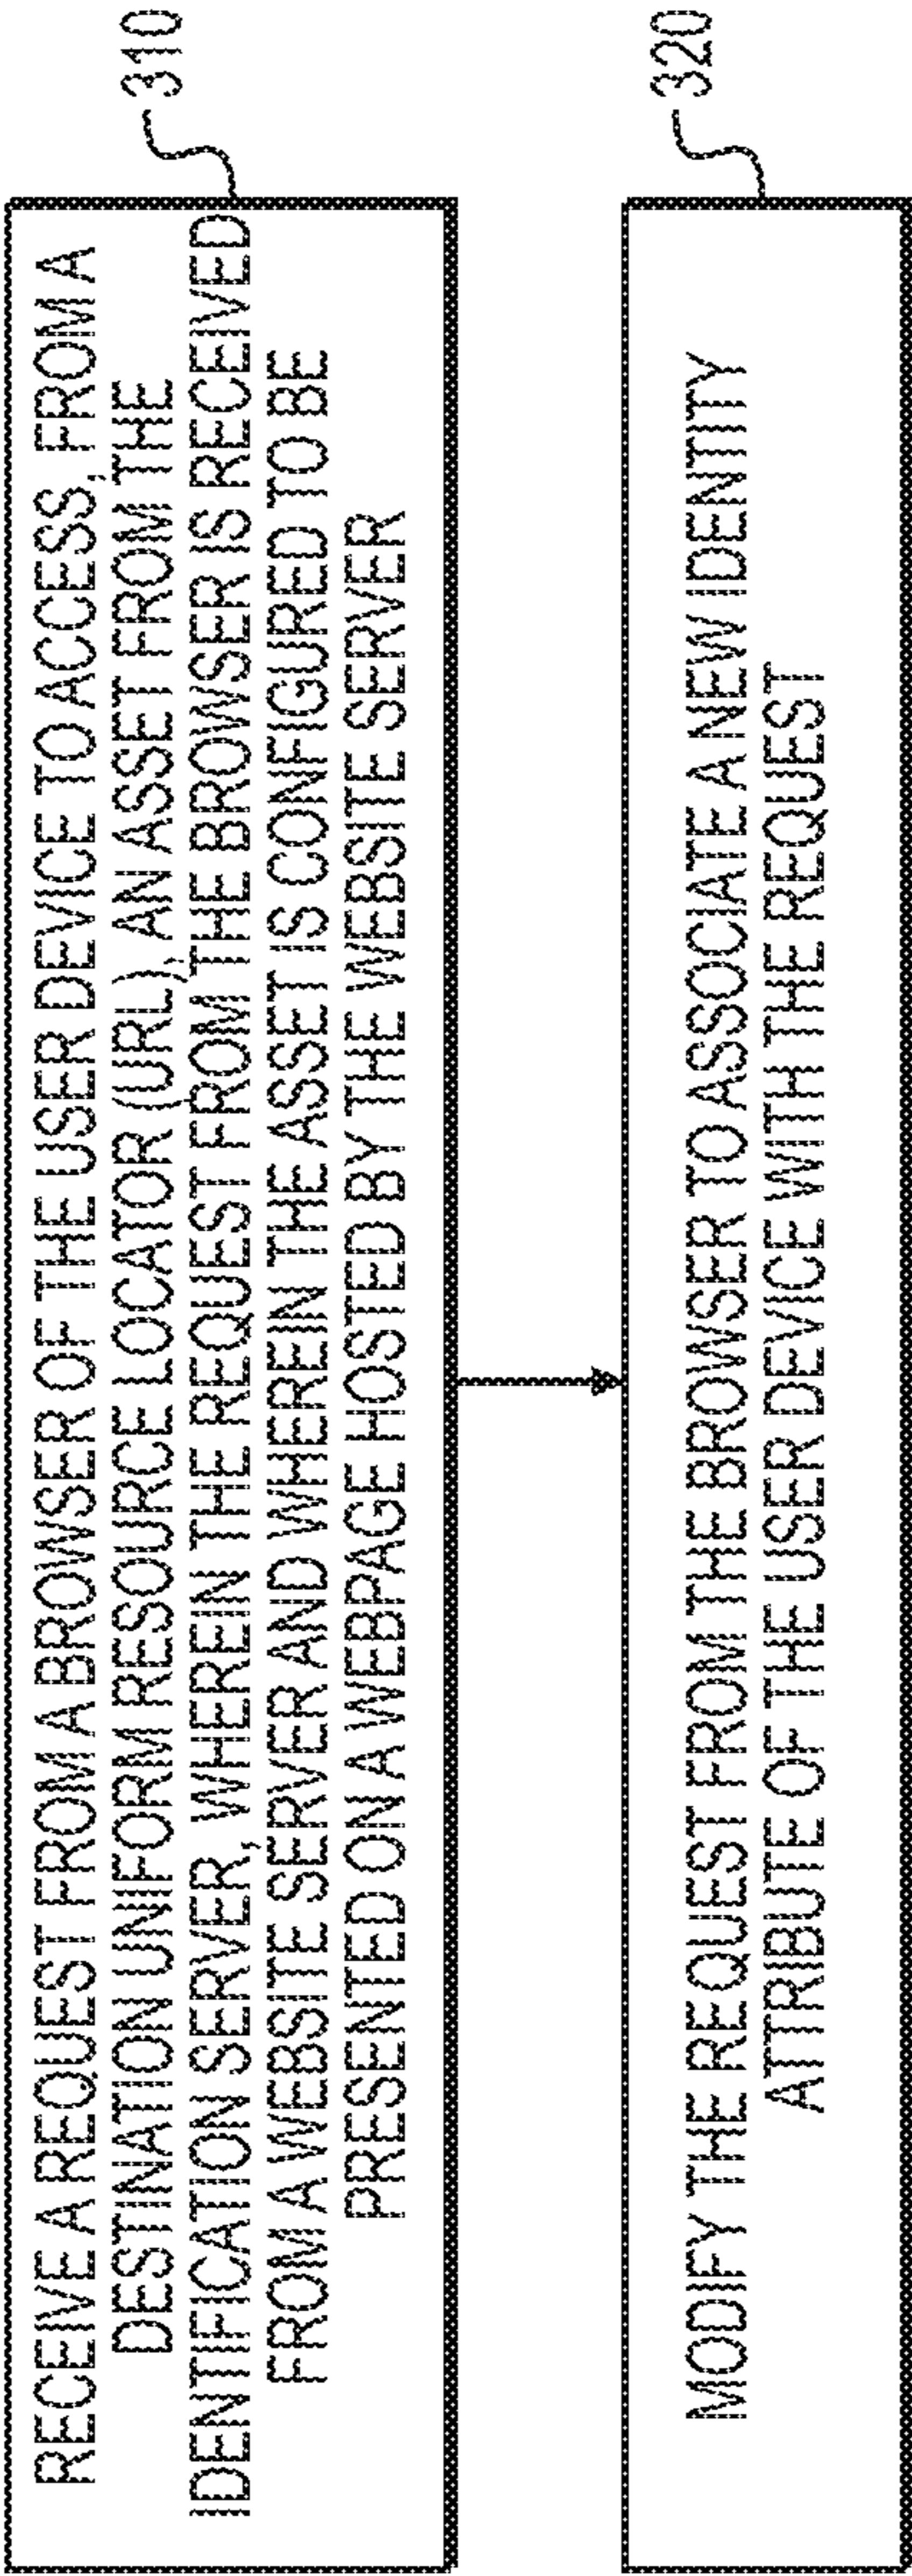 RECEIVE A REQUEST FROM A BROWSER OF THE USER DEVICE TO ACCESS, FROM A
DESTINATION UNIFORM RESOURCE LOCATOR (URL), AN ASSET FROM THE
IDENTIFICATION SERVER, WHEREIN THE REQUEST FROM THE BROWSER IS RECEIVED
FROM A WEBSITE SERVER AND WHEREIN THE ASSET IS CONFIGURED TO BE
PRESENTED ON A WEBPAGE HOSTED BY THE WEBSITE SERVER
310
MODIFY THE REQUEST FROM THE BROWSER TO ASSOCIATE A NEW IDENTITY
ATTRIBUTE OF THE USER DEVICE WITH THE REQUEST
320